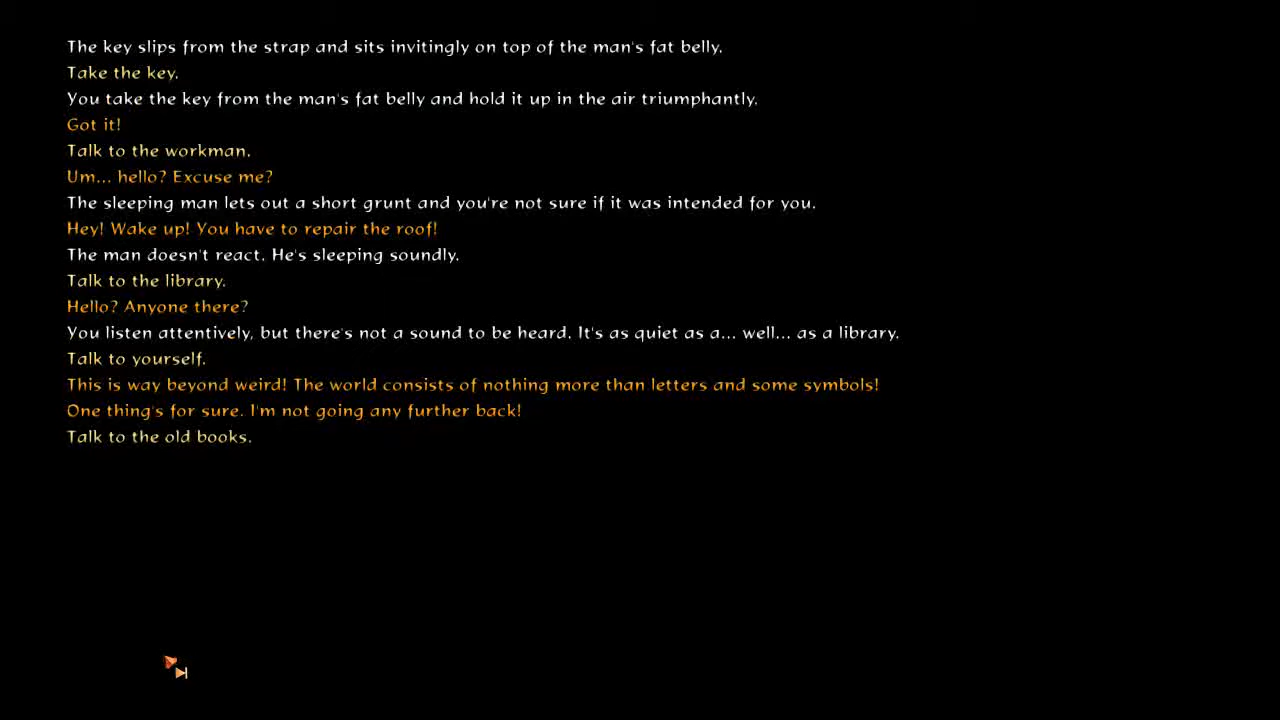 The key slips from the strap and sits invitingly on top of the man's fat belly.
Take the key.
You take the key from the man's fat belly and hold it up in the air triumphantly.
Got it!
Talk to the workman.
Um... hello? Excuse me?
The sleeping man lets out a short grunt and you're not sure if it was intended for you.
Hey! Wake up! You have to repair the roof!
The man doesn't react. He's sleeping soundly.
Talk to the library.
Hello? Anyone there?
You listen attentively, but there's not a sound to be heard. It's as quiet as a... well... as a library.
Talk to yourself.
This is way beyond weird! The world consists of nothing more than letters and some symbols!
One thing's for sure. I'm not going any further back!
Talk to the old books.